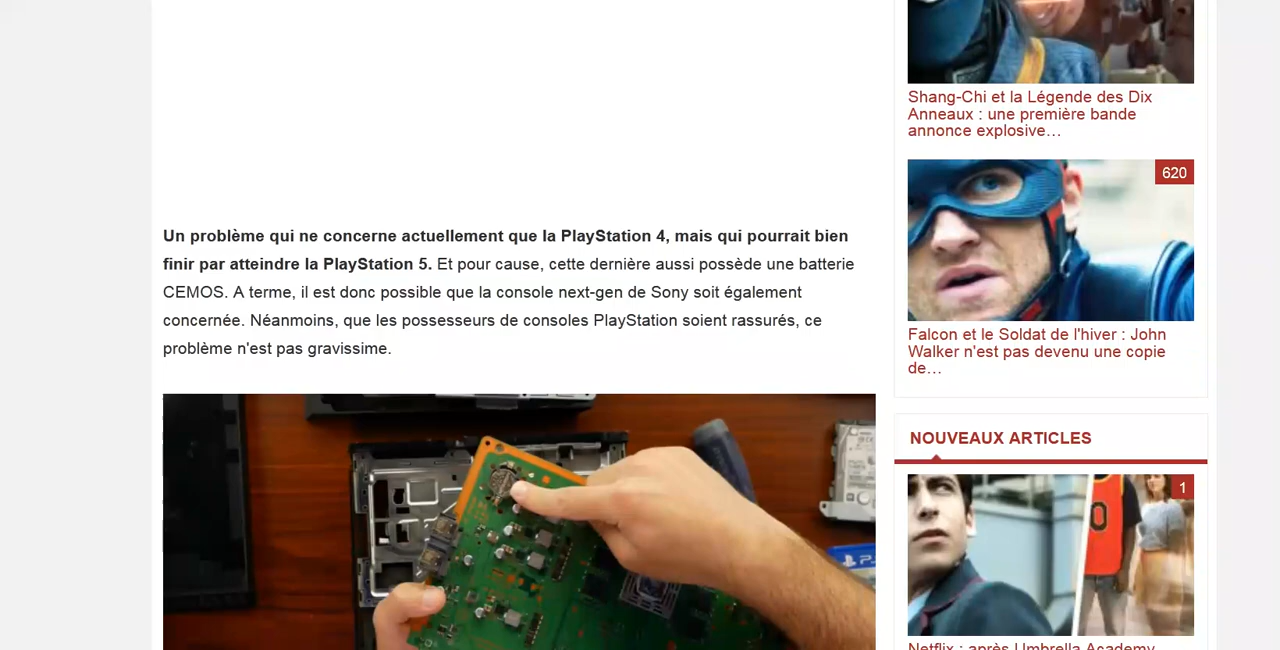 Shang-Chi et la Légende des Dix
Anneaux : une première bande
annonce explosive…
620
Un problème qui ne concerne actuellement que la PlayStation 4, mais qui pourrait bien
finir par atteindre la PlayStation 5. Et pour cause, cette dernière aussi possède une batterie
CEMOS. A terme, il est donc possible que la console next-gen de Sony soit également
concernée. Néanmoins, que les possesseurs de consoles PlayStation soient rassurés, ce
problème n'est pas gravissime.
Falcon et le Soldat de l'hiver : John
Walker n'est pas devenu une copie
de…
NOUVEAUX ARTICLES
1
Netflix : après Umbrella Academy